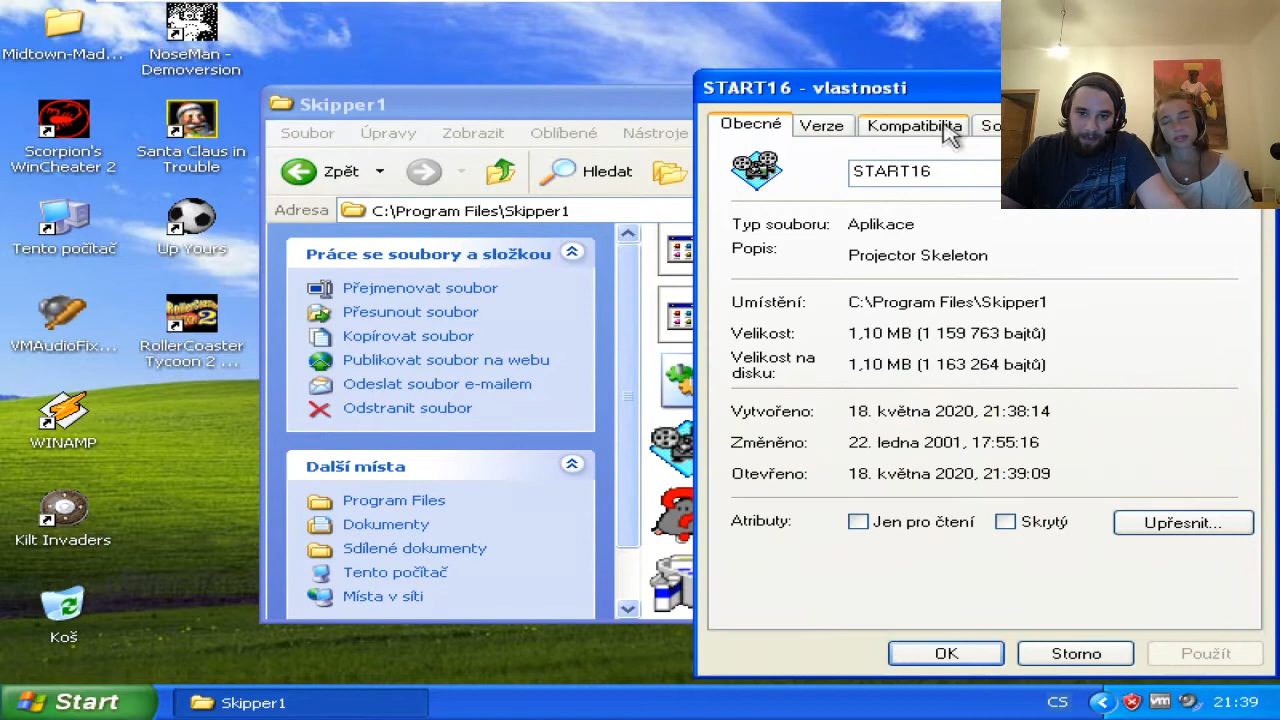 Midtown-Mad...
NoseMan -
Demoversion
Scorpion's
WinCheater 2
Santa Claus in
Trouble
Tento počítač
Up Yours
VMAudioFix...
RollerCoaster
Tycoon 2 ...
WINAMP
Kilt Invaders
Koš
Skipper1
Soubor
Úpravy
Zobrazit
Oblíbené
Nástroje
Zpět
Hledat
Adresa
C:\Program Files\Skipper1
Práce se soubory a složkou
Přejmenovat soubor
Přesunout soubor
Kopírovat soubor
Publikovat soubor na webu
Odeslat soubor e-mailem
Odstranit soubor
Další místa
Program Files
Dokumenty
Sdílené dokumenty
Tento počítač
Místa v síti
START16 - vlastnosti
Obecné
Verze
Kompatibilita
So
START16
Typ souboru: Aplikace
Popis: Projector Skeleton
Umístění: C:\Program Files\Skipper1
Velikost: 1,10 MB (1 159 763 bajtů)
Velikost na
disku: 1,10 MB (1 163 264 bajtů)
Vytvořeno: 18. května 2020, 21:38:14
Změněno: 22. ledna 2001, 17:55:16
Otevřeno: 18. května 2020, 21:39:09
Atributy: Jen pro čtení Skrytý Upřesnit...
OK Storno Použít
Start
Skipper1
CS
vm
21:39